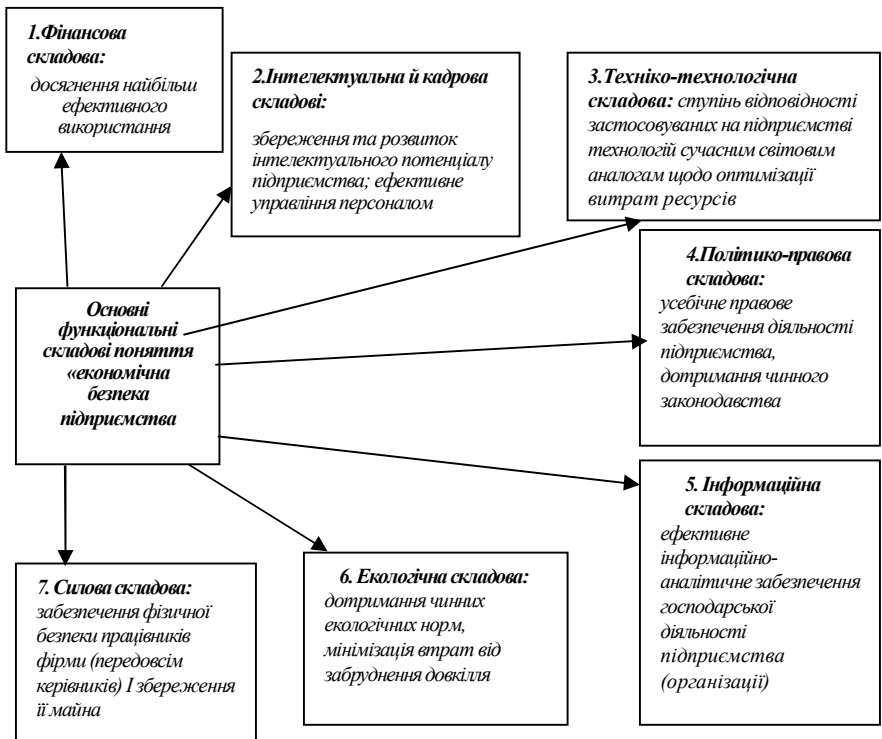 1.Фінансова
складова:
досягнення найбільш
ефективного
використання
2.Інтелектуальна й кадрова
складові:
збереження та розвиток
інтелектуального потенціалу
підприємства; ефективне
управління персоналом
3.Техніко-технологічна
складова: ступінь відповідності
застосовуваних на підприємстві
технологій сучасним світовим
аналогам щодо оптимізації
витрат ресурсів
4.Політико-правова
складова:
усебічне правове
забезпечення діяльності
підприємства,
дотримання чинного
законодавства
Основні
функціональні
складові поняття
«економічна
безпека
підприємства
5. Інформаційна
складова:
ефективне
інформаційно-
аналітичне забезпечення
господарської
діяльності
підприємства
(організації)
6. Екологічна складова:
дотримання чинних
екологічних норм,
мінімізація втрат від
забруднення довкілля
7. Силова складова:
забезпечення фізичної
безпеки працівників
фірми (передовсім
керівників) І збереження
її майна